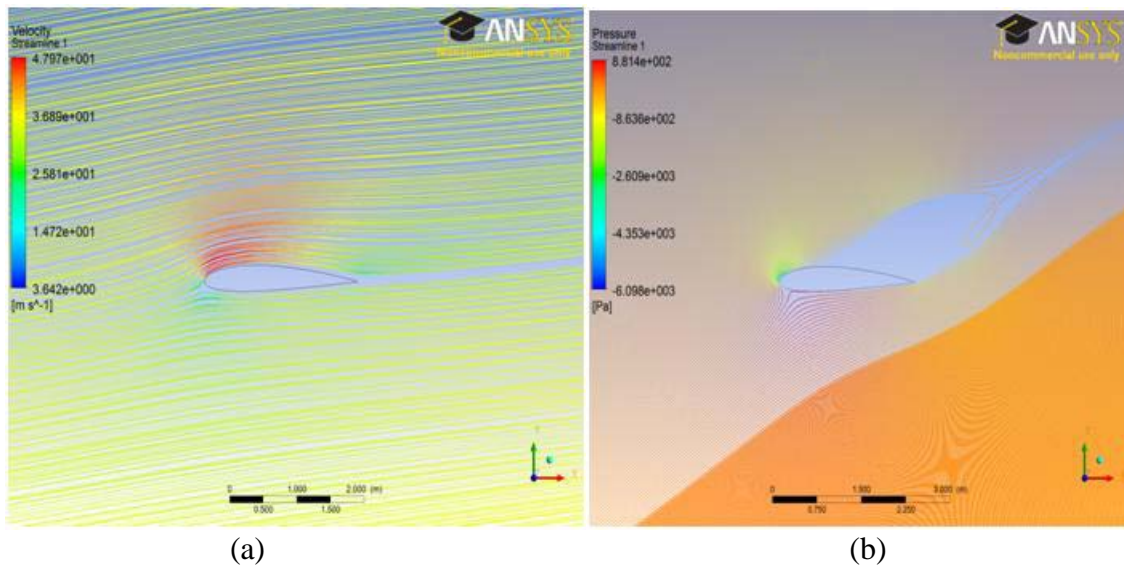 Velocity
Streamline 1
4.797e+001
3.689e+001
2.581e+001
1.472e+001
3.642e+000
[m s^-1]
ANSYS
Noncommercial use only
0
1.000
2.000
(m)
0.500
1.500
X
Pressure
Streamline 1
8.814e+002
-8.636e+002
-2.609e+003
-4.353e+003
-6.098e+003
[Pa]
ANSYS
Noncommercial use only
0
1.500
3.000
(m)
0.750
2.250
(a)
(b)